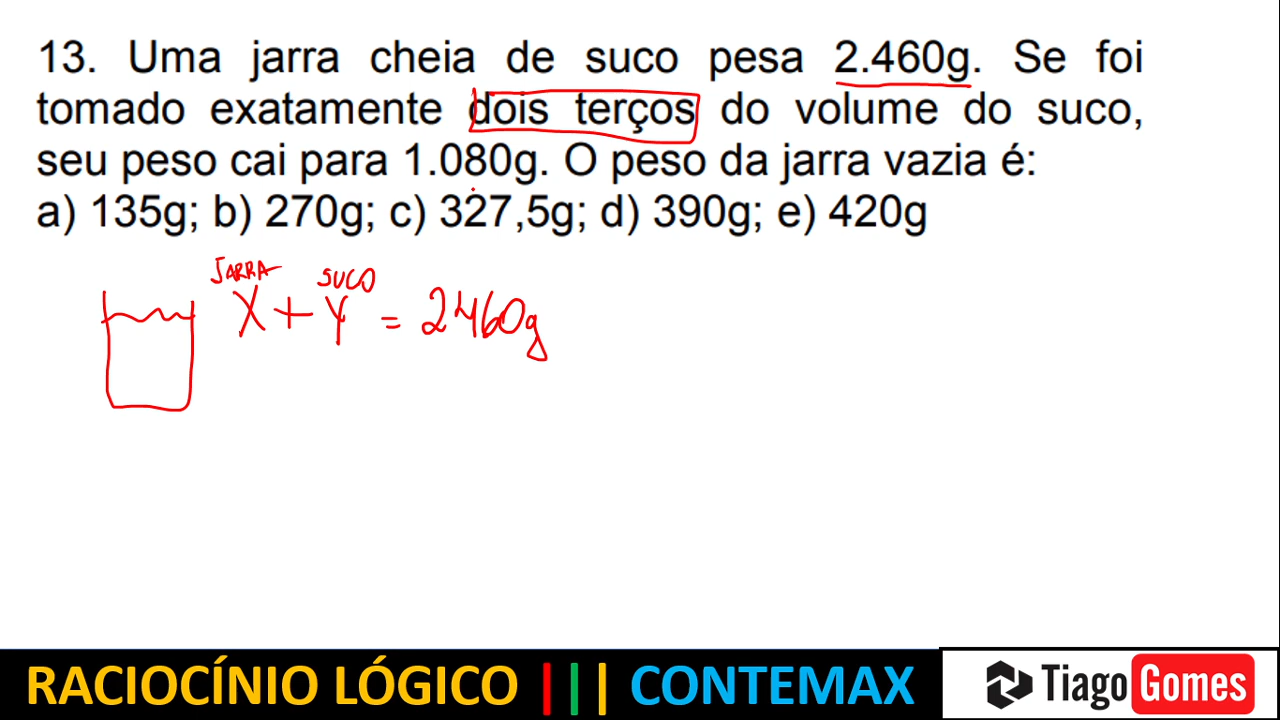 13. Uma jarra cheia de suco pesa 2.460g. Se foi
tomado exatamente dois terços do volume do suco,
seu peso cai para 1.080g. O peso da jarra vazia é:
a) 135g; b) 270g; c) 327,5g; d) 390g; e) 420g
JARRA SUCO
X + Y = 2460g
RACIOCÍNIO LÓGICO | | | CONTEMAX Tiago Gomes